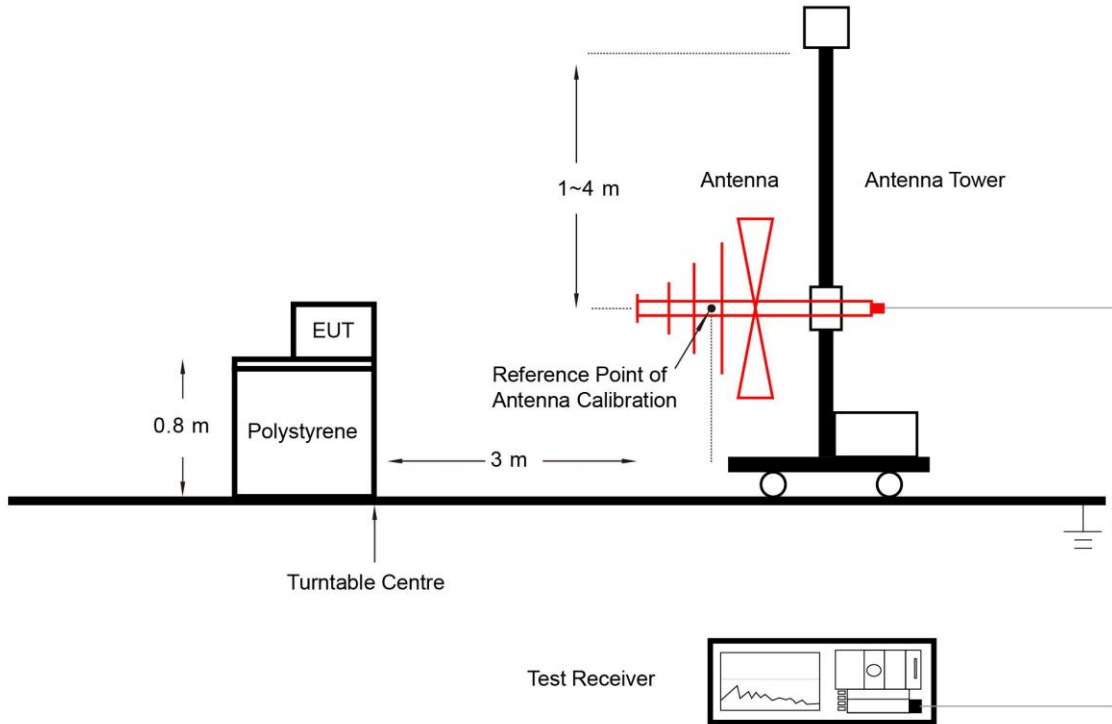 Antenna
Antenna Tower
1~4 m
EUT
Reference Point of
Antenna Calibration
0.8 m
Polystyrene
3 m
Turntable Centre
Test Receiver